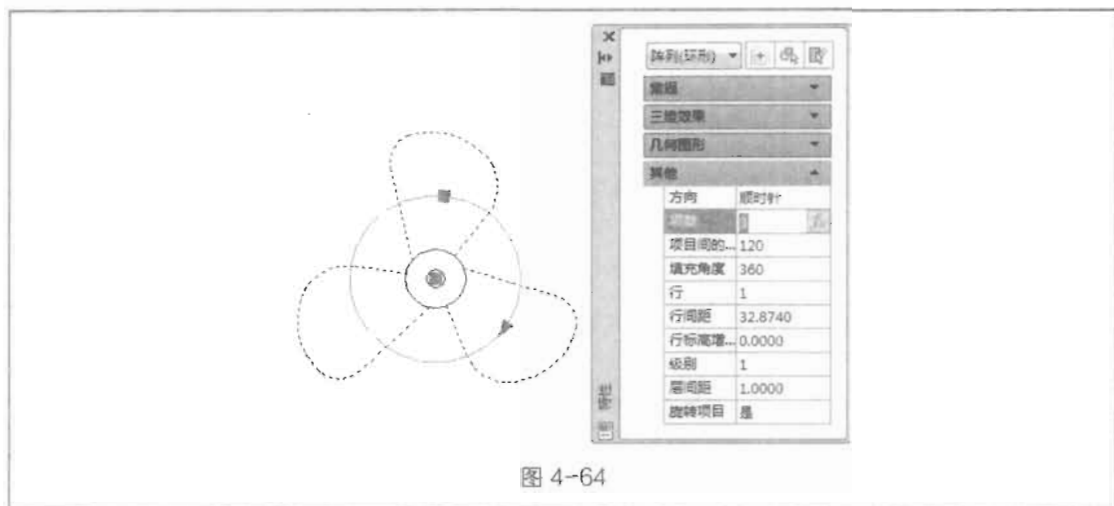 阵列(环形)
常规
三维效果
几何图形
其他
方向 顺时针
项数
项目间的... 120
填充角度 360
行 1
行间距 32.8740
行标高增... 0.0000
级别 1
层间距 1.0000
旋转项目 是
特性
图 4-64